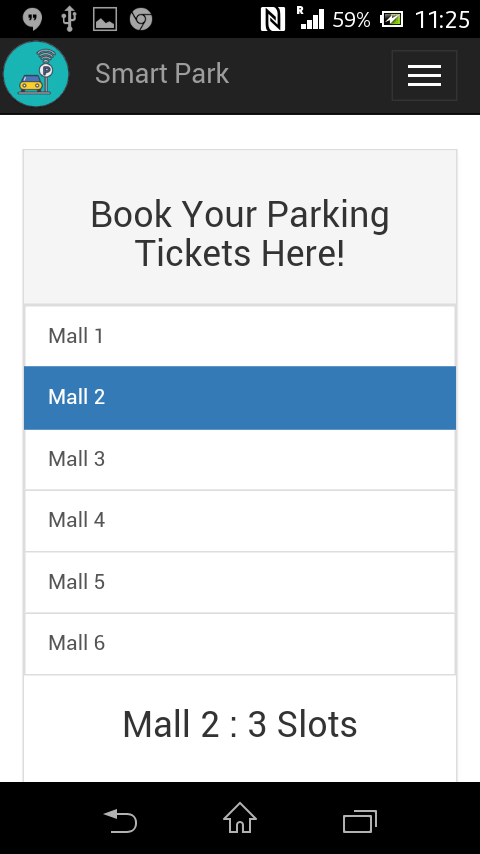 R 59% 11:25
P
Smart Park
Book Your Parking
Tickets Here!
Mall 1
Mall 2
Mall 3
Mall 4
Mall 5
Mall 6
Mall 2 : 3 Slots